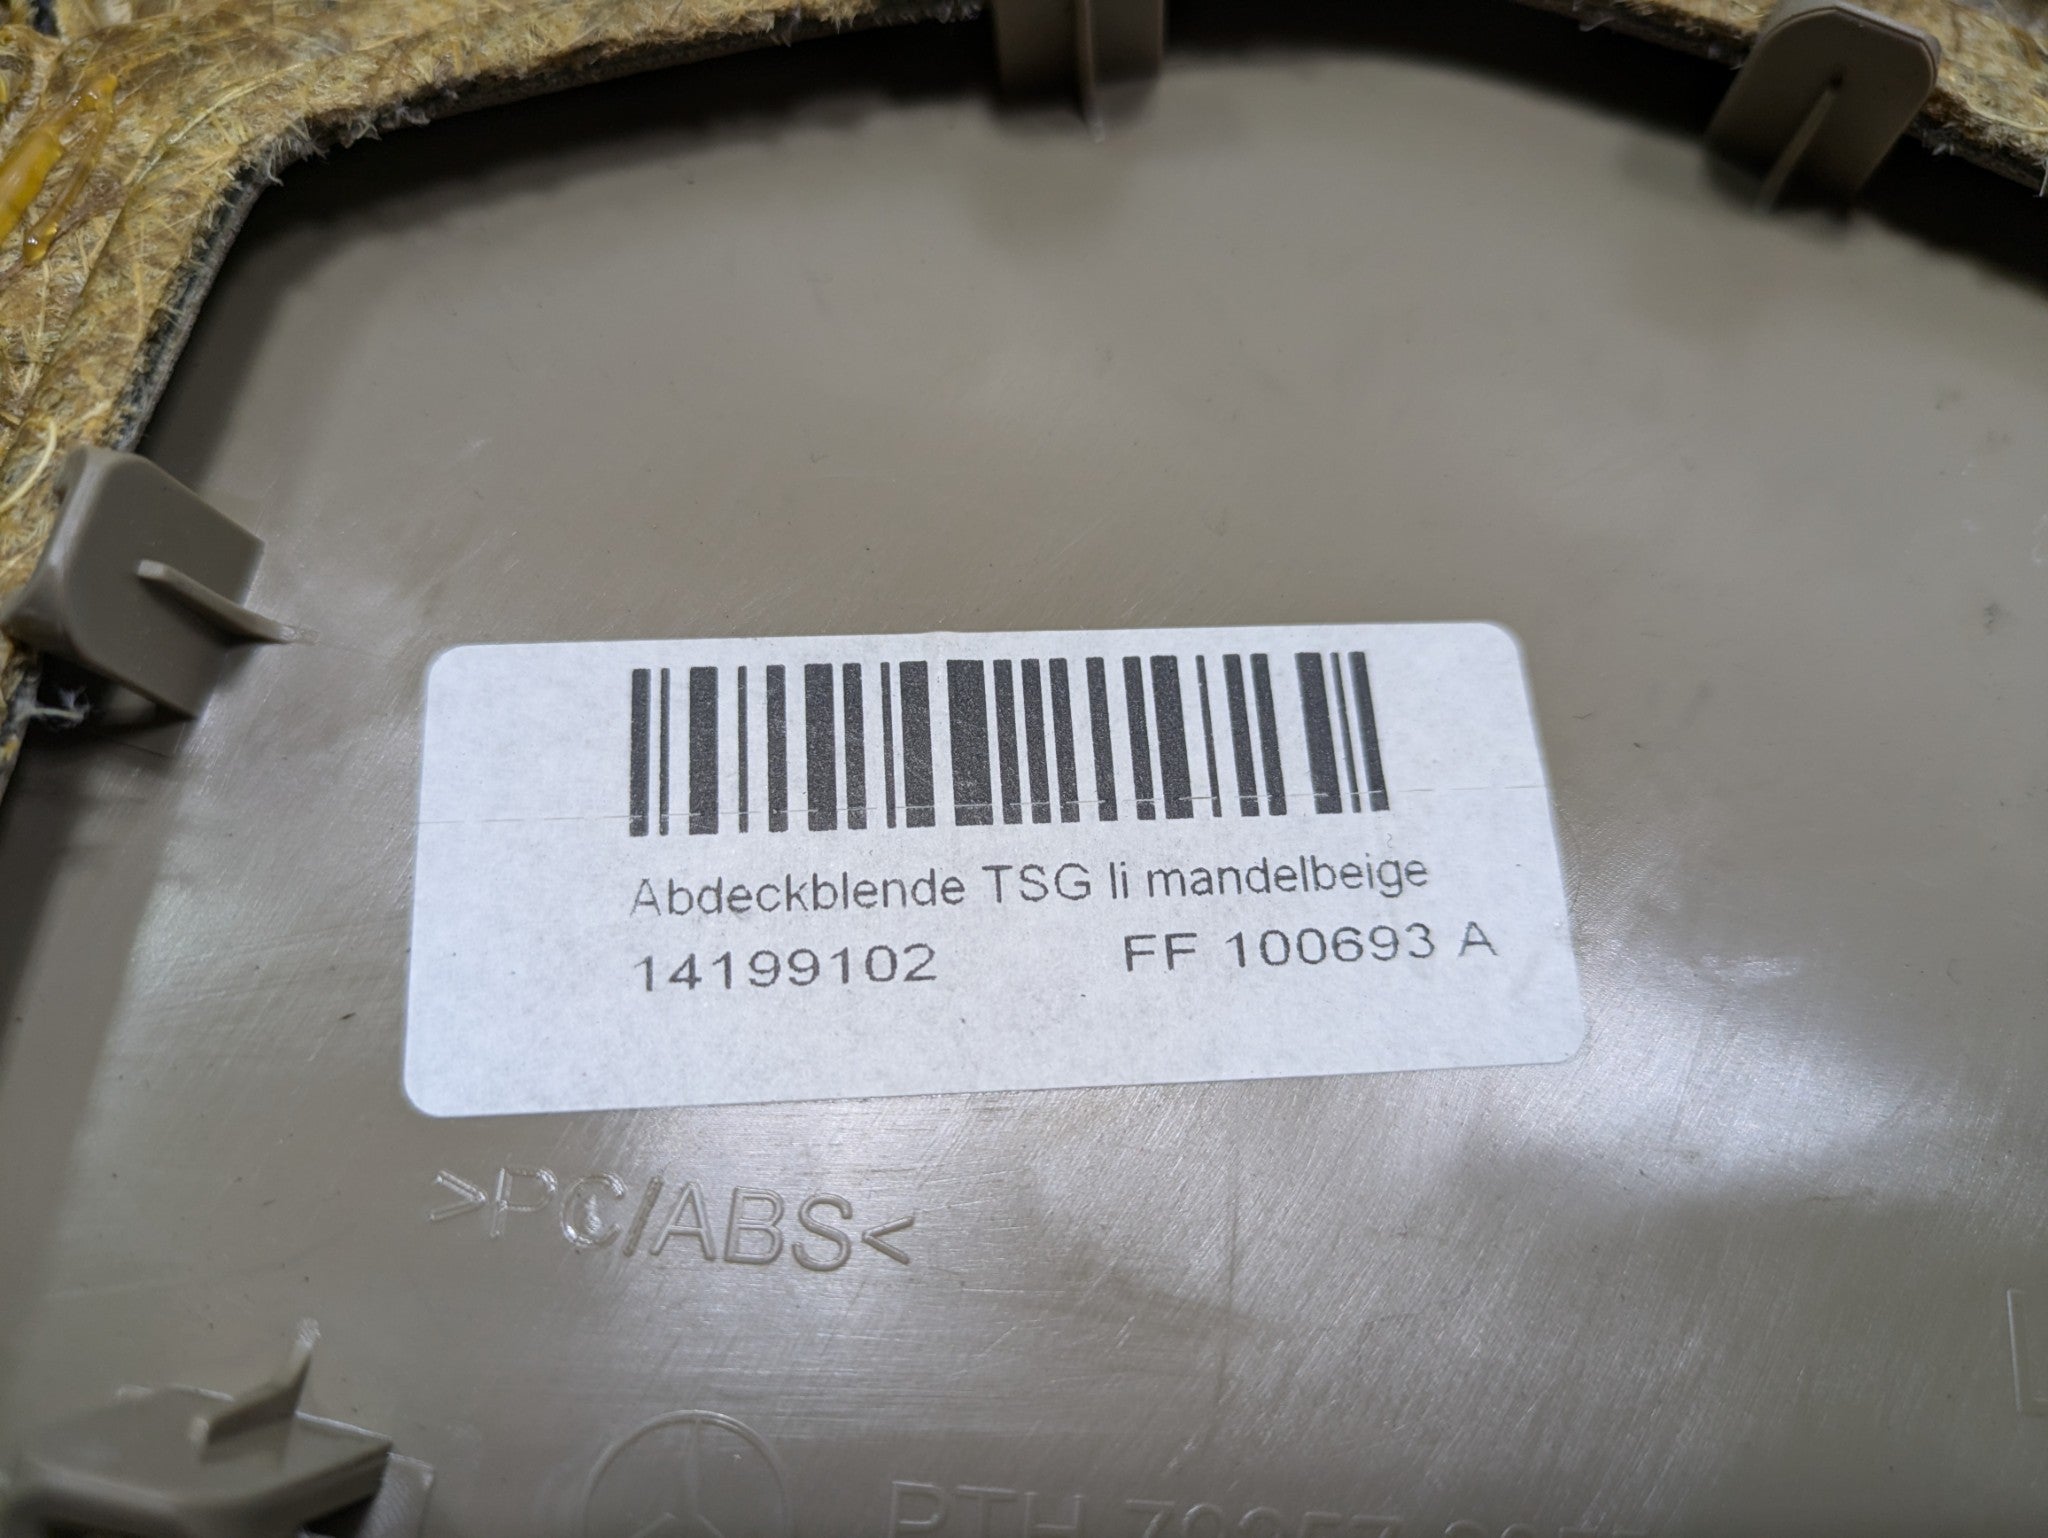 Abdeckblende TSG li mandelbeige
14199102 FF 100693 A
>PC/ABS<